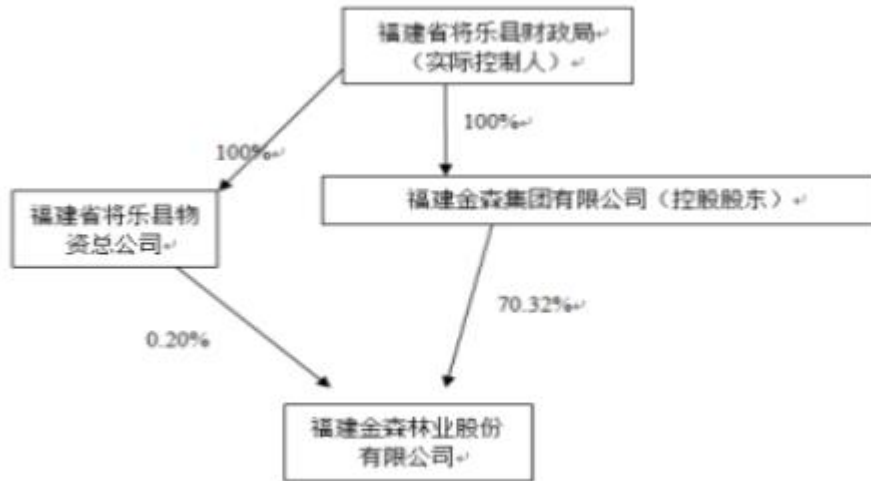 福建省将乐县财政局
（实际控制人）
100%
100%
福建省将乐县物
资总公司
福建金森集团有限公司（控股股东）
0.20%
70.32%
福建金森林业股份
有限公司